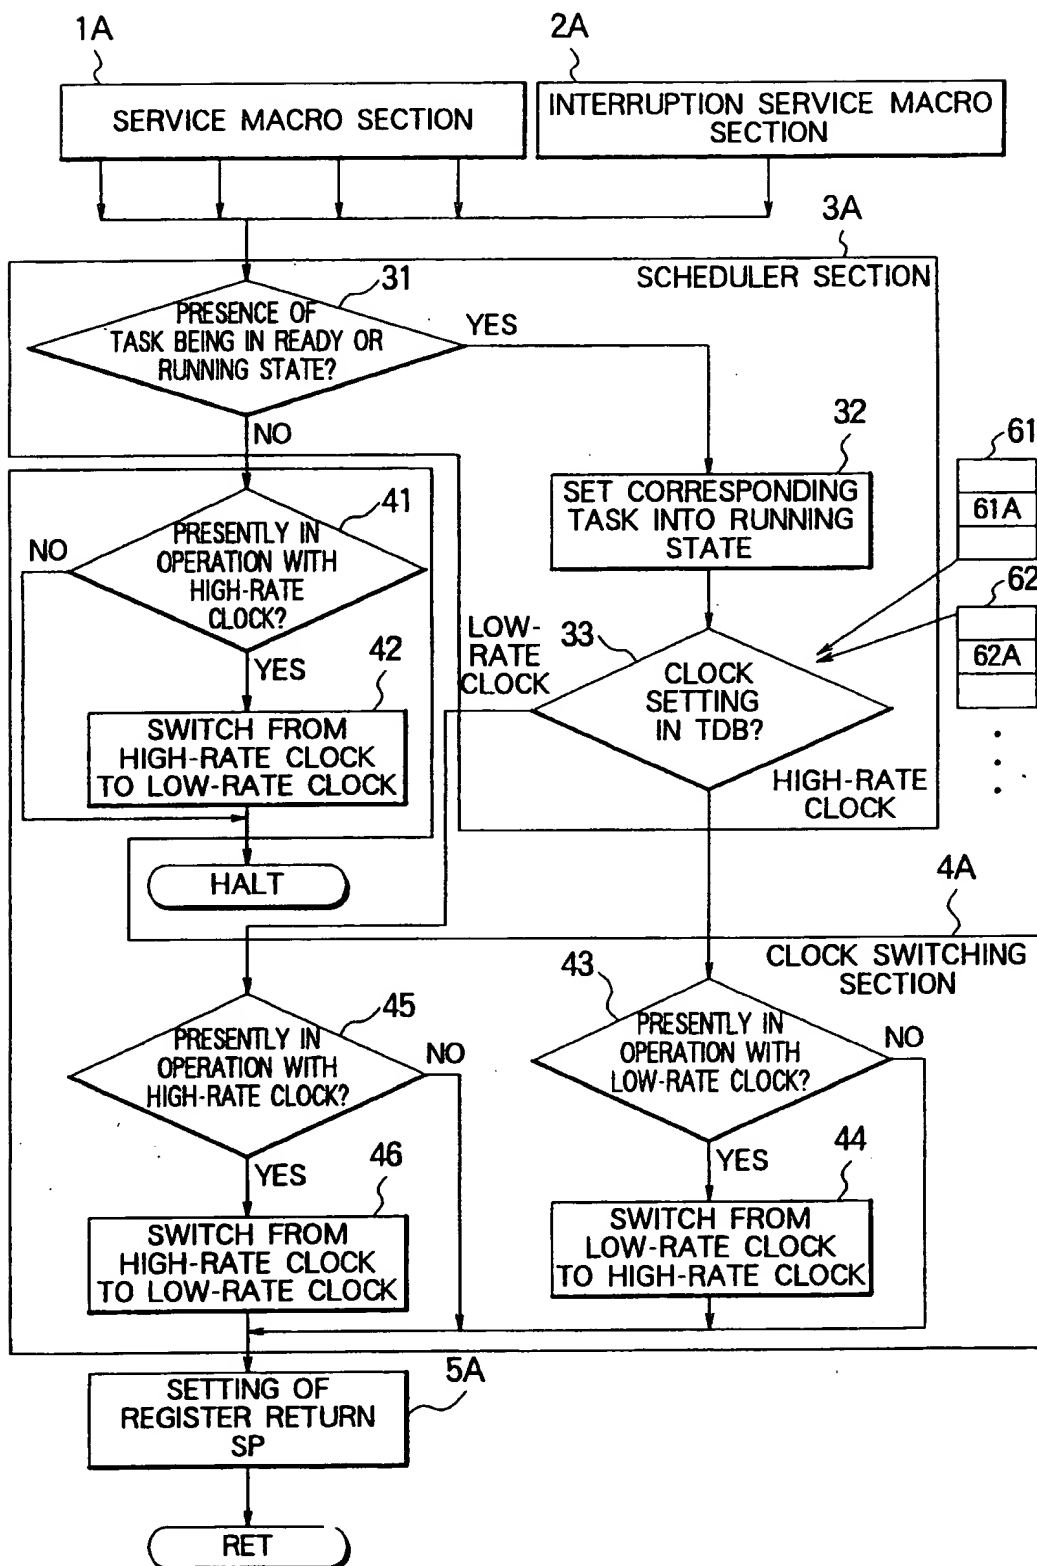 1A
2A
SERVICE MACRO SECTION
INTERRUPTION SERVICE MACRO
SECTION
3A
SCHEDULER SECTION
31
PRESENCE OF
TASK BEING IN READY OR
RUNNING STATE?
YES
NO
32
SET CORRESPONDING
TASK INTO RUNNING
STATE
61
61A
62
62A
41
PRESENTLY IN
OPERATION WITH
HIGH-RATE
CLOCK?
NO
YES
42
SWITCH FROM
HIGH-RATE CLOCK
TO LOW-RATE CLOCK
HALT
LOW-
RATE
CLOCK
33
CLOCK
SETTING
IN TDB?
HIGH-RATE
CLOCK
4A
CLOCK SWITCHING
SECTION
45
PRESENTLY IN
OPERATION WITH
HIGH-RATE CLOCK?
NO
YES
43
PRESENTLY IN
OPERATION WITH
LOW-RATE CLOCK?
NO
YES
46
SWITCH FROM
HIGH-RATE CLOCK
TO LOW-RATE CLOCK
44
SWITCH FROM
LOW-RATE CLOCK
TO HIGH-RATE CLOCK
5A
SETTING OF
REGISTER RETURN
SP
RET